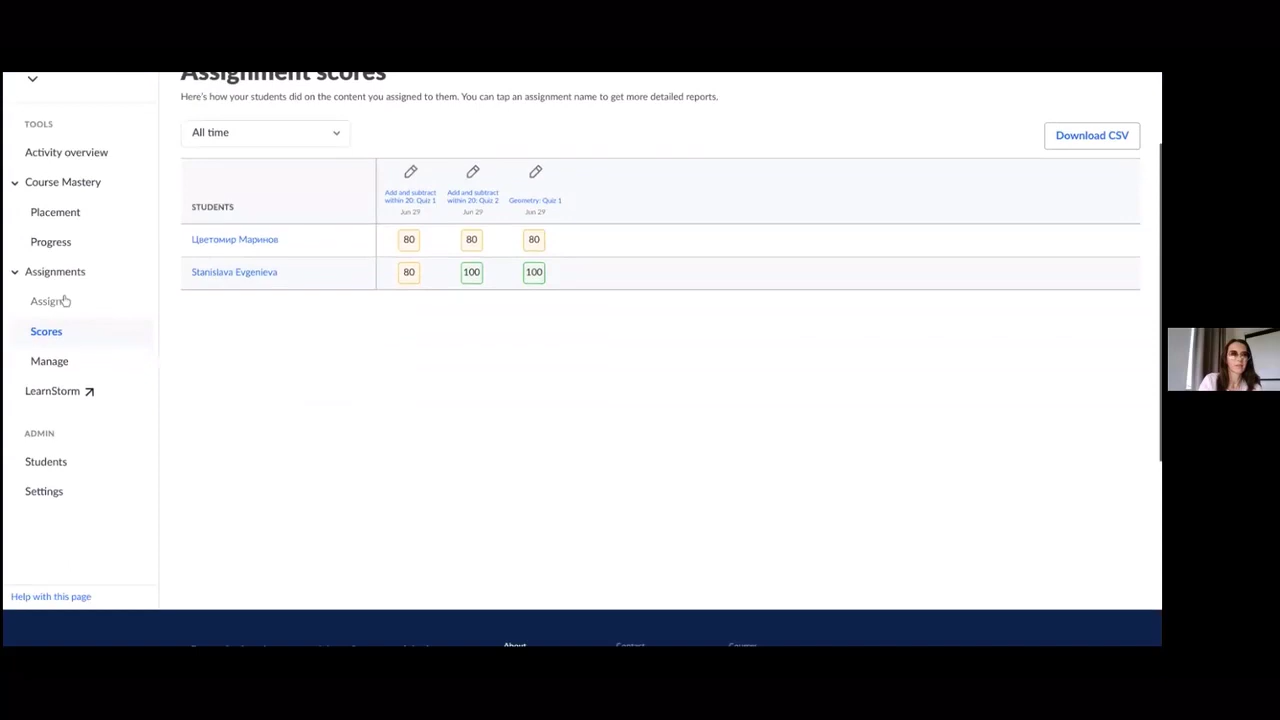 Assignment scores
Here's how your students did on the content you assigned to them. You can tap an assignment name to get more detailed reports.
TOOLS
Activity overview
Course Mastery
Placement
Progress
Assignments
Assign
Scores
Manage
LearnStorm
ADMIN
Students
Settings
Help with this page
All time
Download CSV
STUDENTS
Add and subtract
within 20: Quiz 1
Jun 29
Add and subtract
within 20: Quiz 2
Jun 29
Geometry: Quiz 1
Jun 29
Цветомир Маринов 80 80 80
Stanislava Evgenieva 80 100 100
About Contact Courses